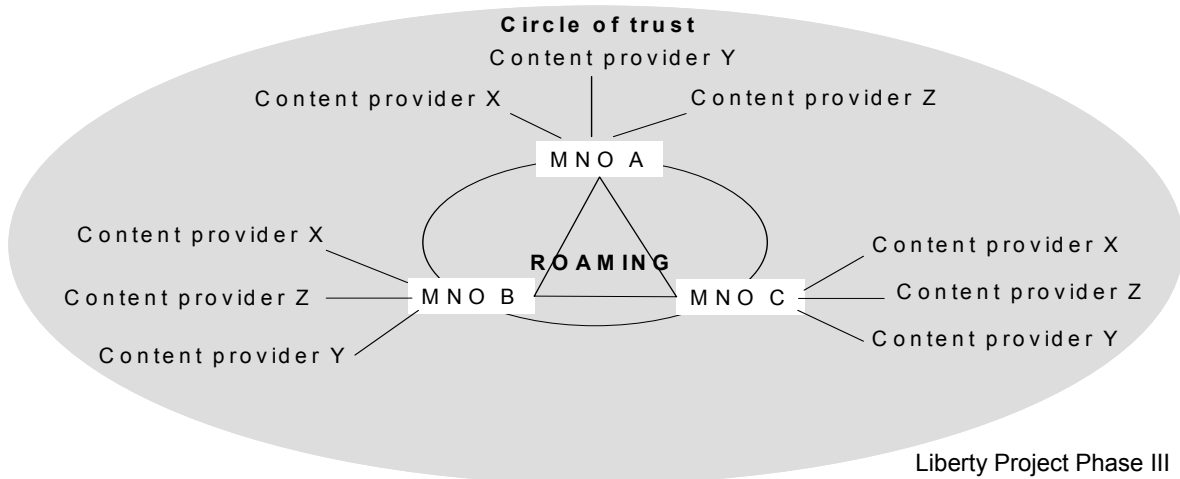 Circle of trust
Content provider Y
Content provider X
Content provider Z
MNO A
Content provider X
Content provider Z
Content provider Y
MNO B
ROAMING
MNO C
Content provider X
Content provider Z
Content provider Y
Liberty Project Phase III